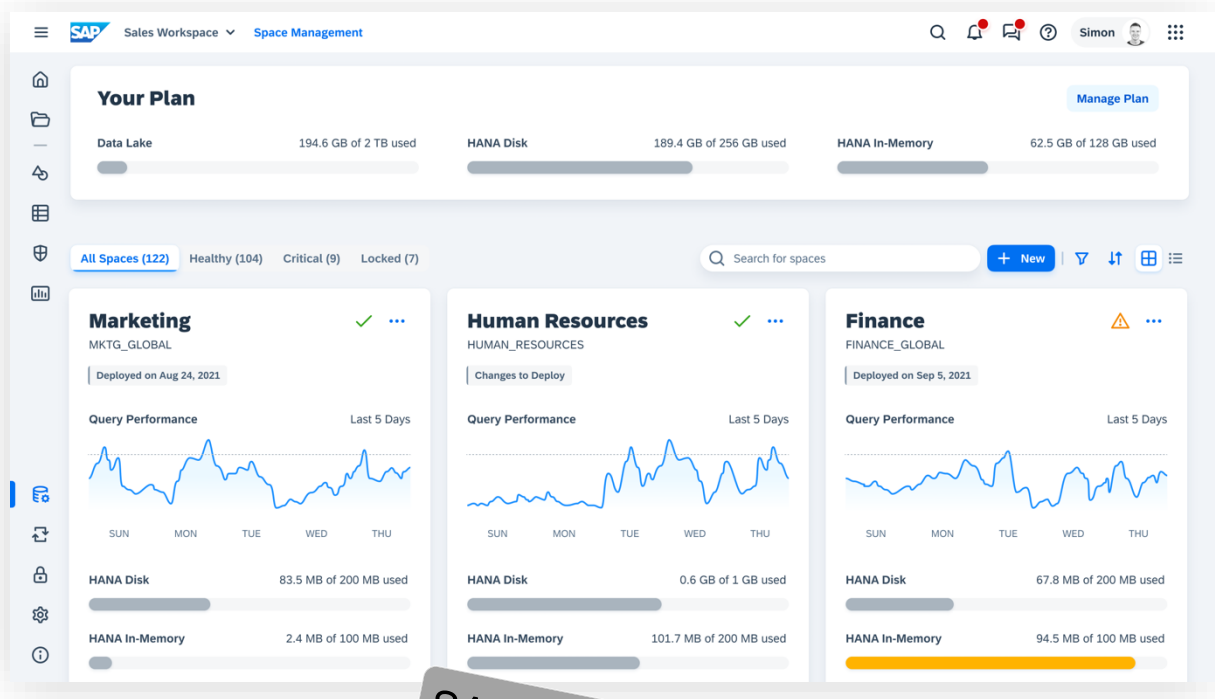 SAP Sales Workspace Space Management Simon
Your Plan Manage Plan
Data Lake 194.6 GB of 2 TB used HANA Disk 189.4 GB of 256 GB used HANA In-Memory 62.5 GB of 128 GB used
All Spaces (122) Healthy (104) Critical (9) Locked (7) Search for spaces + New
Marketing
MKTG_GLOBAL
Deployed on Aug 24, 2021
Query Performance Last 5 Days
SUN MON TUE WED THU
HANA Disk 83.5 MB of 200 MB used
HANA In-Memory 2.4 MB of 100 MB used
Human Resources
HUMAN_RESOURCES
Changes to Deploy
Query Performance Last 5 Days
SUN MON TUE WED THU
HANA Disk 0.6 GB of 1 GB used
HANA In-Memory 101.7 MB of 200 MB used
Finance
FINANCE_GLOBAL
Deployed on Sep 5, 2021
Query Performance Last 5 Days
SUN MON TUE WED THU
HANA Disk 67.8 MB of 200 MB used
HANA In-Memory 94.5 MB of 100 MB used